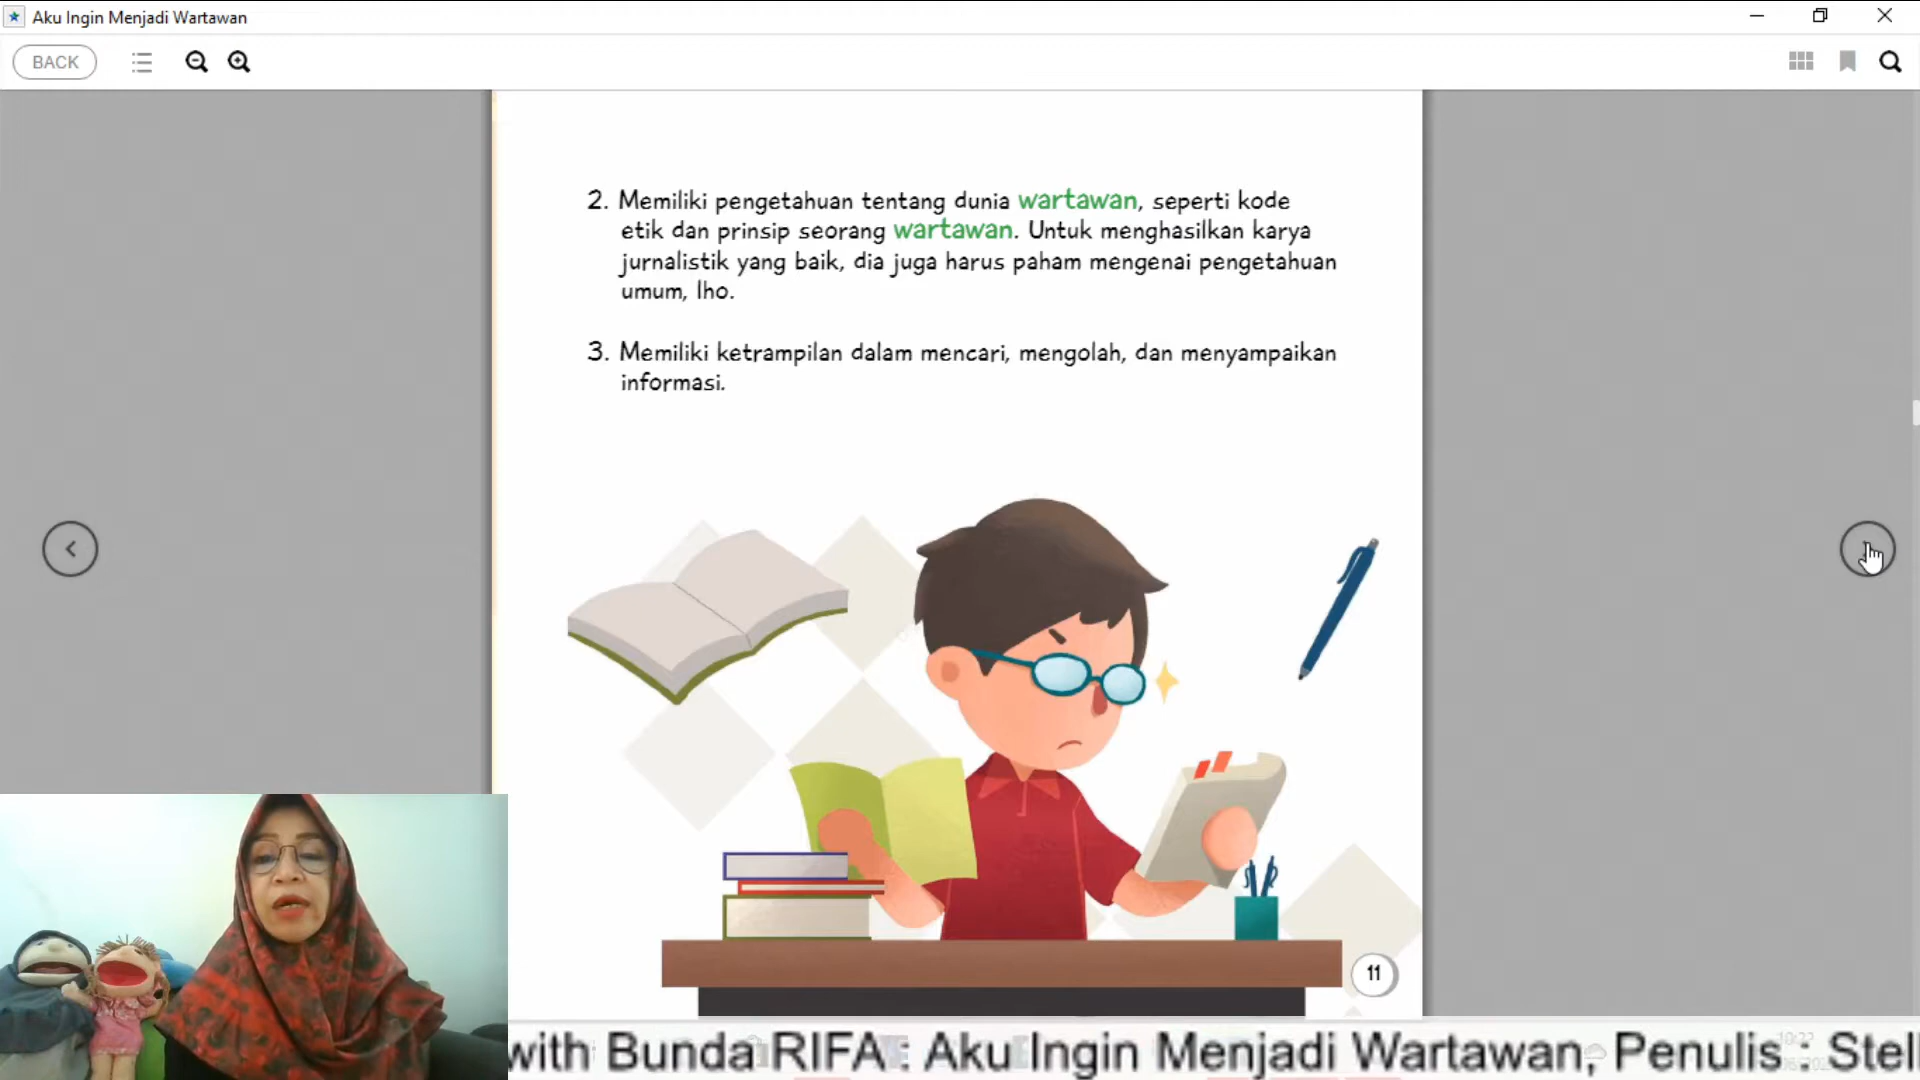 Aku Ingin Menjadi Wartawan
BACK
2. Memiliki pengetahuan tentang dunia wartawan, seperti kode
etik dan prinsip seorang wartawan. Untuk menghasilkan karya
jurnalistik yang baik, dia juga harus paham mengenai pengetahuan
umum, lho.
3. Memiliki ketrampilan dalam mencari, mengolah, dan menyampaikan
informasi.
11
with Bunda RIFA : Aku Ingin Menjadi Wartawan, Penulis : Stell